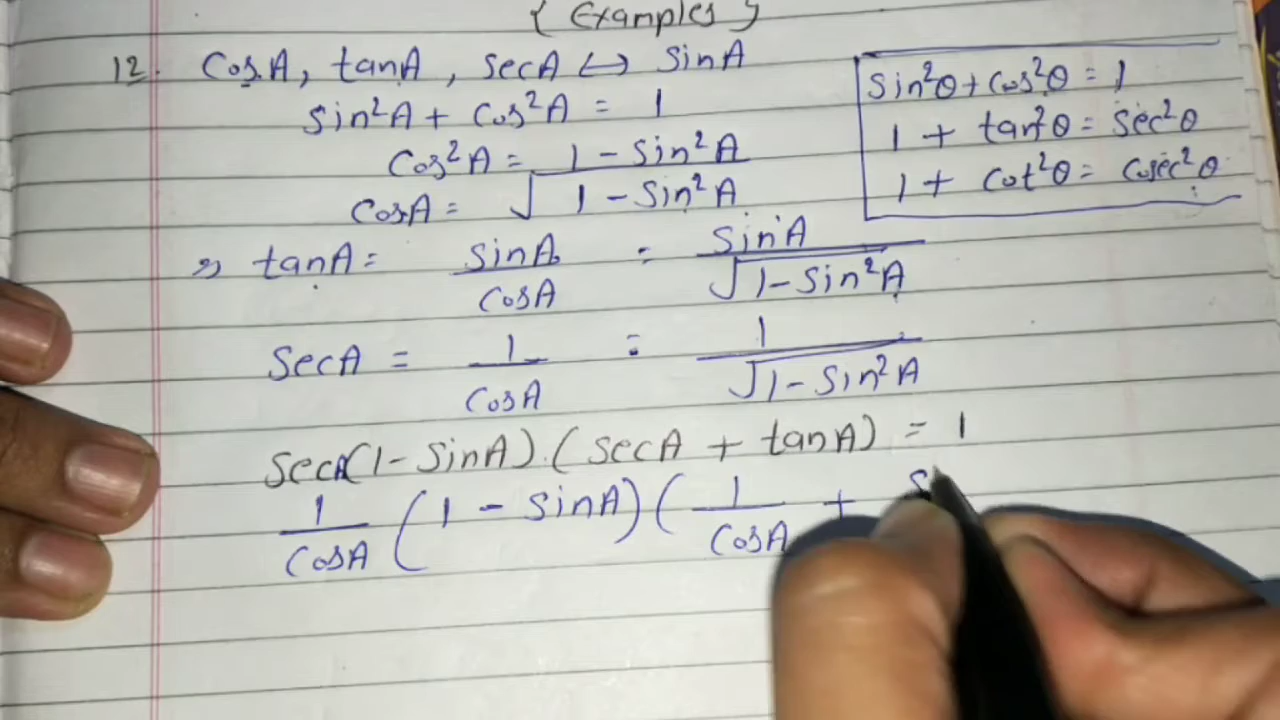 { Examples }
12. CosA, tanA, secA ↔ sinA
sin²A + cos²A = 1
cos²A = 1 - sin²A
cosA = √1 - sin²A
⇒ tanA = sinA/cosA = sinA/√1 - sin²A
secA = 1/cosA = 1/√1 - sin²A
secA(1 - sinA).(secA + tanA) = 1
1/cosA (1 - sinA)(1/cosA + s
sin²θ + cos²θ = 1
1 + tan²θ = sec²θ
1 + cot²θ = cosec²θ